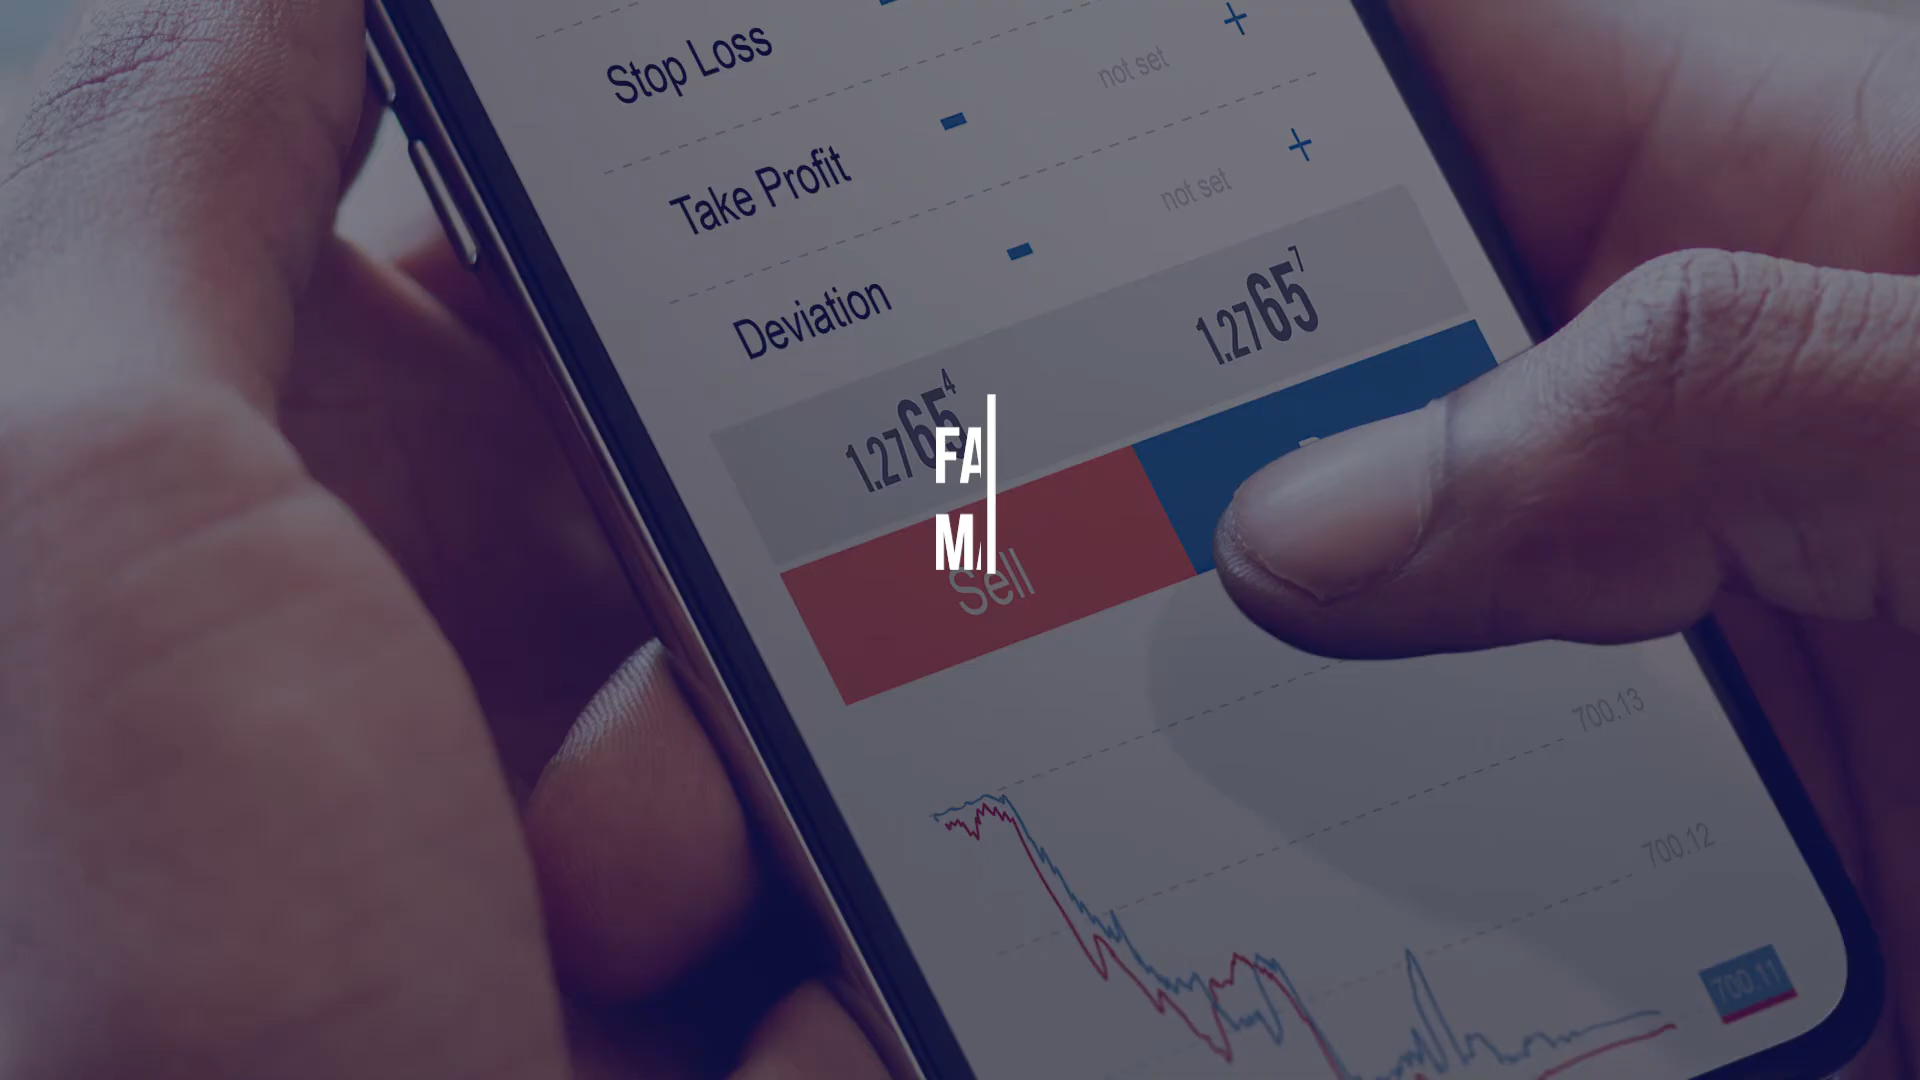 Stop Loss
not set
Take Profit
not set
Deviation
1.27657
1.27654
FA
M
Sell
700.13
700.12
700.11